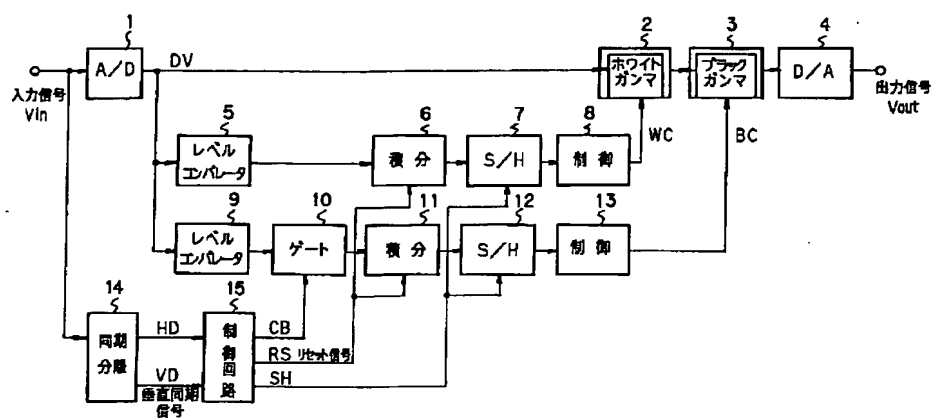 1
2
3
4
A/D
DV
ホワイト
ガンマ
ブラック
ガンマ
D/A
入力信号
Vin
出力信号
Vout
5
6
7
8
WC
BC
レベル
コンパレータ
積分
S/H
制御
9
10
11
12
13
レベル
コンパレータ
ゲート
積分
S/H
制御
14
15
同期
分離
HD
VD
垂直同期
信号
制
御
回
路
CB
RS リセット信号
SH